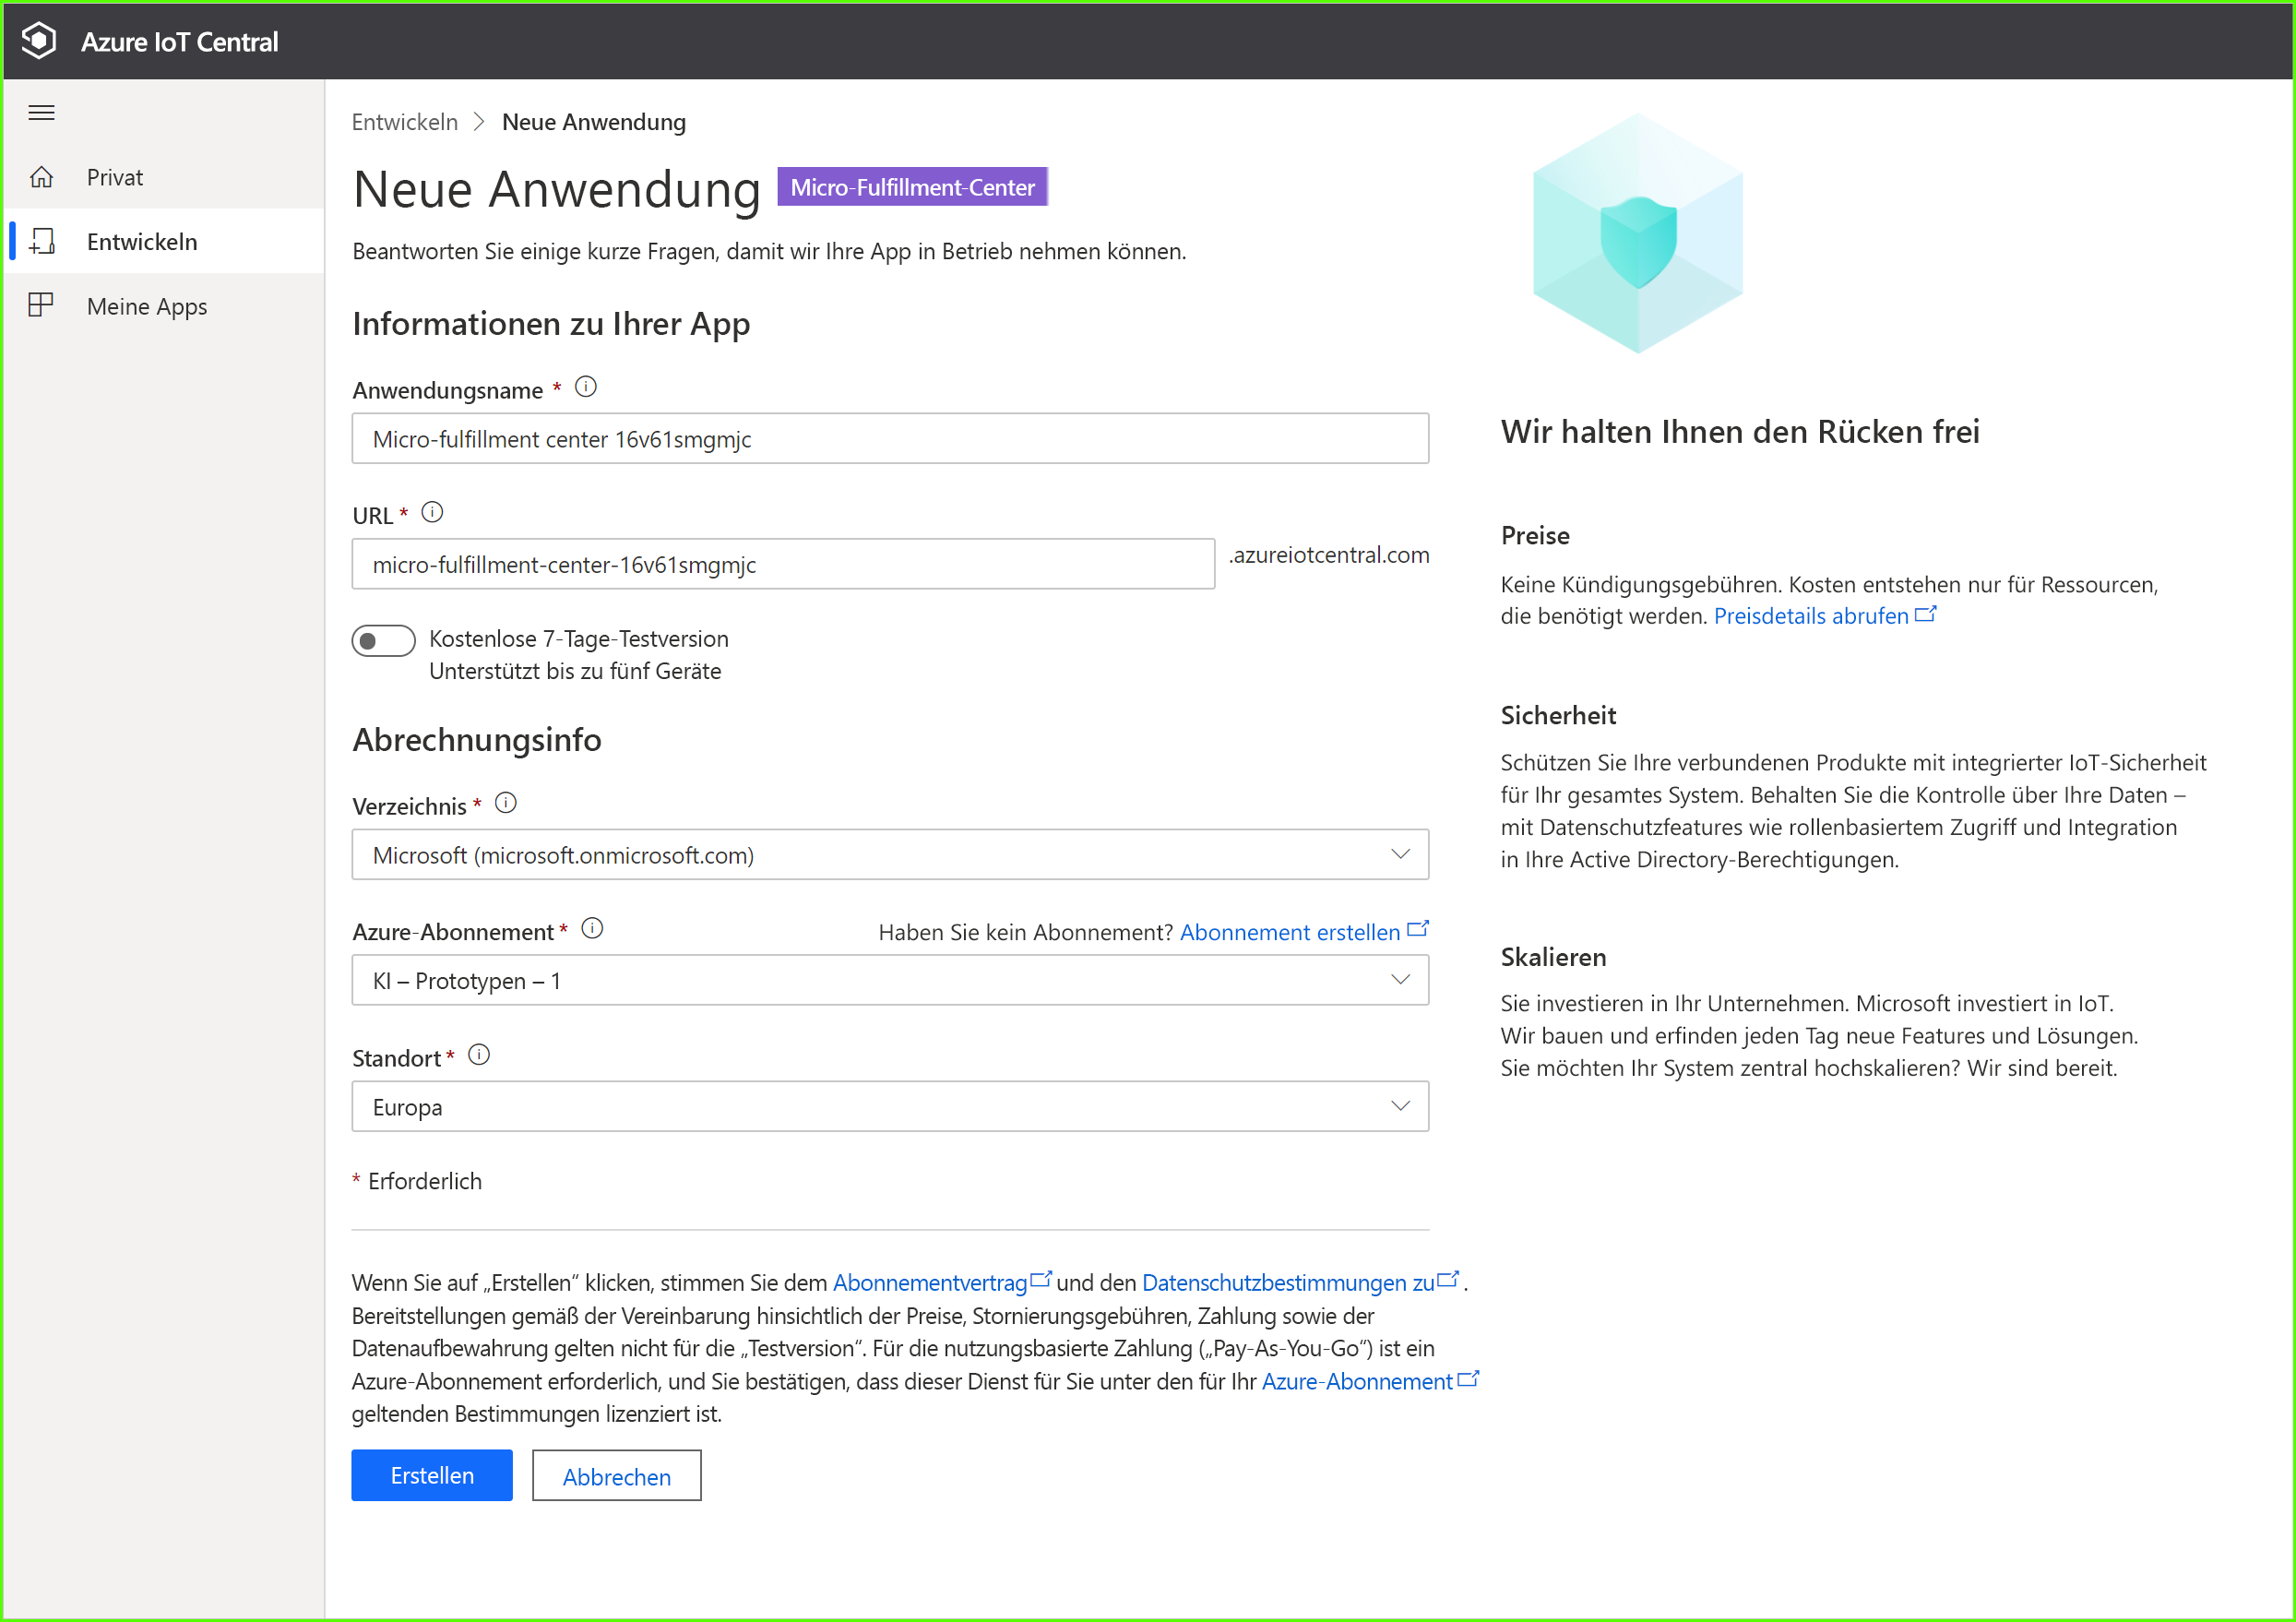 Azure IoT Central
Privat
Entwickeln
Meine Apps
Entwickeln > Neue Anwendung
Neue Anwendung Micro-Fulfillment-Center
Beantworten Sie einige kurze Fragen, damit wir Ihre App in Betrieb nehmen können.
Informationen zu Ihrer App
Anwendungsname *
Micro-fulfillment center 16v61smgmjc
URL *
micro-fulfillment-center-16v61smgmjc .azureiotcentral.com
Kostenlose 7-Tage-Testversion
Unterstützt bis zu fünf Geräte
Abrechnungsinfo
Verzeichnis *
Microsoft (microsoft.onmicrosoft.com)
Azure-Abonnement * Haben Sie kein Abonnement? Abonnement erstellen
KI – Prototypen – 1
Standort *
Europa
* Erforderlich
Wenn Sie auf „Erstellen“ klicken, stimmen Sie dem Abonnementvertrag und den Datenschutzbestimmungen zu .
Bereitstellungen gemäß der Vereinbarung hinsichtlich der Preise, Stornierungsgebühren, Zahlung sowie der
Datenaufbewahrung gelten nicht für die „Testversion“. Für die nutzungsbasierte Zahlung („Pay-As-You-Go“) ist ein
Azure-Abonnement erforderlich, und Sie bestätigen, dass dieser Dienst für Sie unter den für Ihr Azure-Abonnement
geltenden Bestimmungen lizenziert ist.
Erstellen Abbrechen
Wir halten Ihnen den Rücken frei
Preise
Keine Kündigungsgebühren. Kosten entstehen nur für Ressourcen,
die benötigt werden. Preisdetails abrufen
Sicherheit
Schützen Sie Ihre verbundenen Produkte mit integrierter IoT-Sicherheit
für Ihr gesamtes System. Behalten Sie die Kontrolle über Ihre Daten –
mit Datenschutzfeatures wie rollenbasiertem Zugriff und Integration
in Ihre Active Directory-Berechtigungen.
Skalieren
Sie investieren in Ihr Unternehmen. Microsoft investiert in IoT.
Wir bauen und erfinden jeden Tag neue Features und Lösungen.
Sie möchten Ihr System zentral hochskalieren? Wir sind bereit.